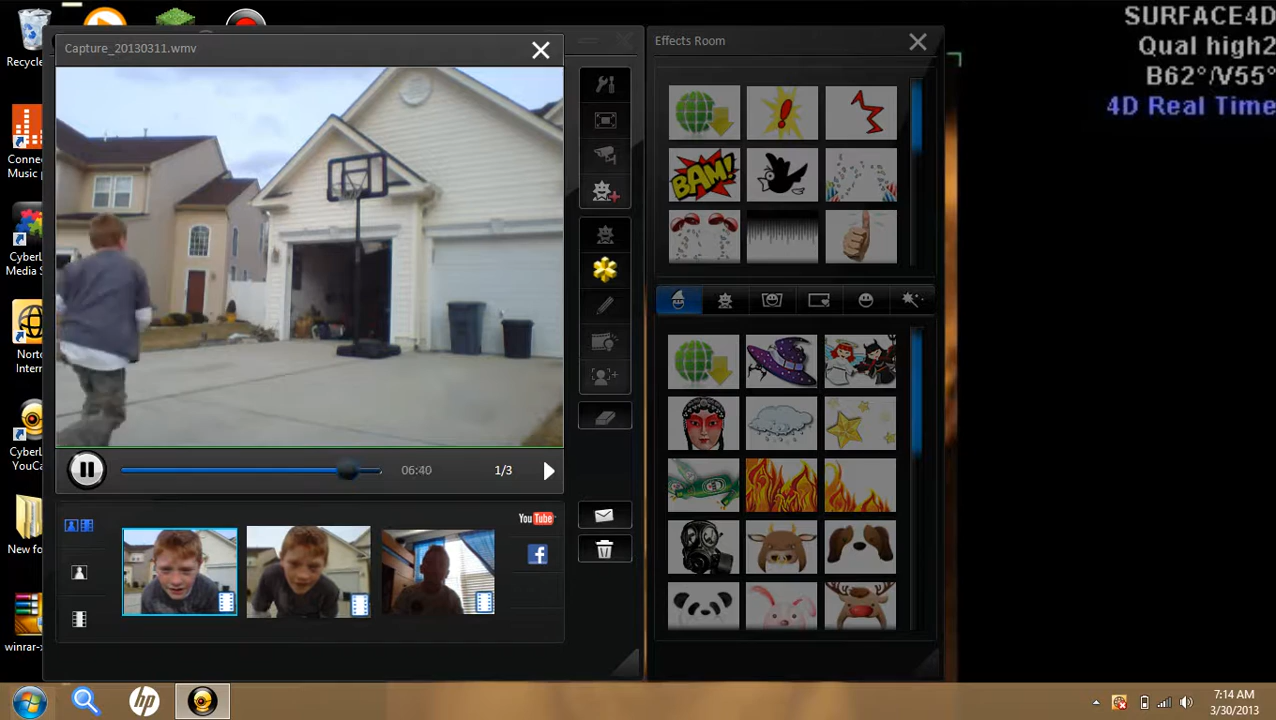 SURFACE4D
Qual high2
B62°/V55°
4D Real Time
Capture_20130311.wmv
Effects Room
BAM!
Recycle
Conne
Music p
CyberL
Media S
Norto
Intern
CyberL
YouCa
New fo
winrar-x
06:40
1/3
YouTube
f
hp
7:14 AM
3/30/2013